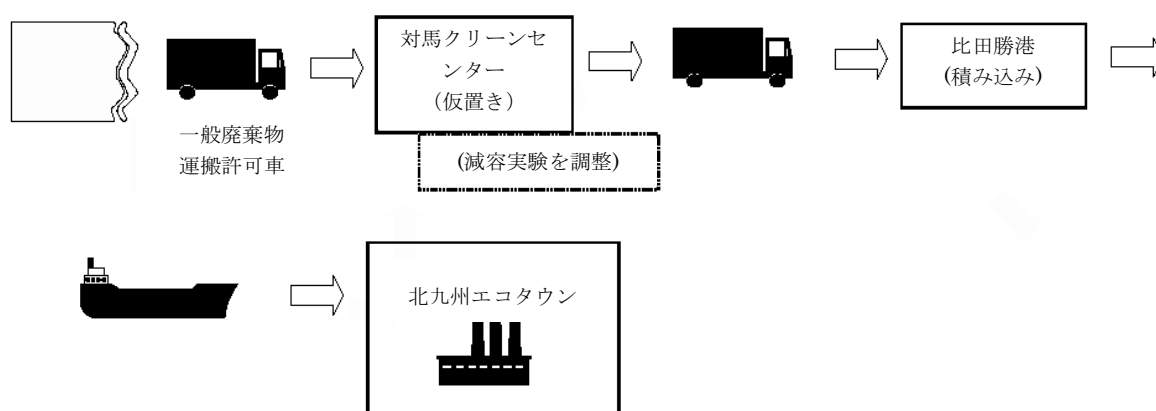 一般廃棄物
運搬許可車
対馬クリーンセ
ンター
（仮置き）
(減容実験を調整)
比田勝港
(積み込み)
北九州エコタウン